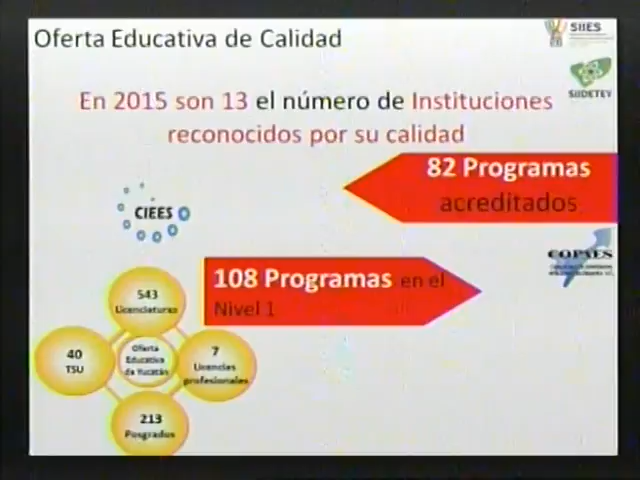 Oferta Educativa de Calidad
SIIES
SIIDETEY
En 2015 son 13 el número de Instituciones
reconocidos por su calidad
82 Programas
acreditados
CIEES
COPAES
108 Programas en el
Nivel 1
543
Licenciaturas
40
TSU
Oferta
Educativa
de Yucatán
7
Licencias
profesionales
213
Posgrados